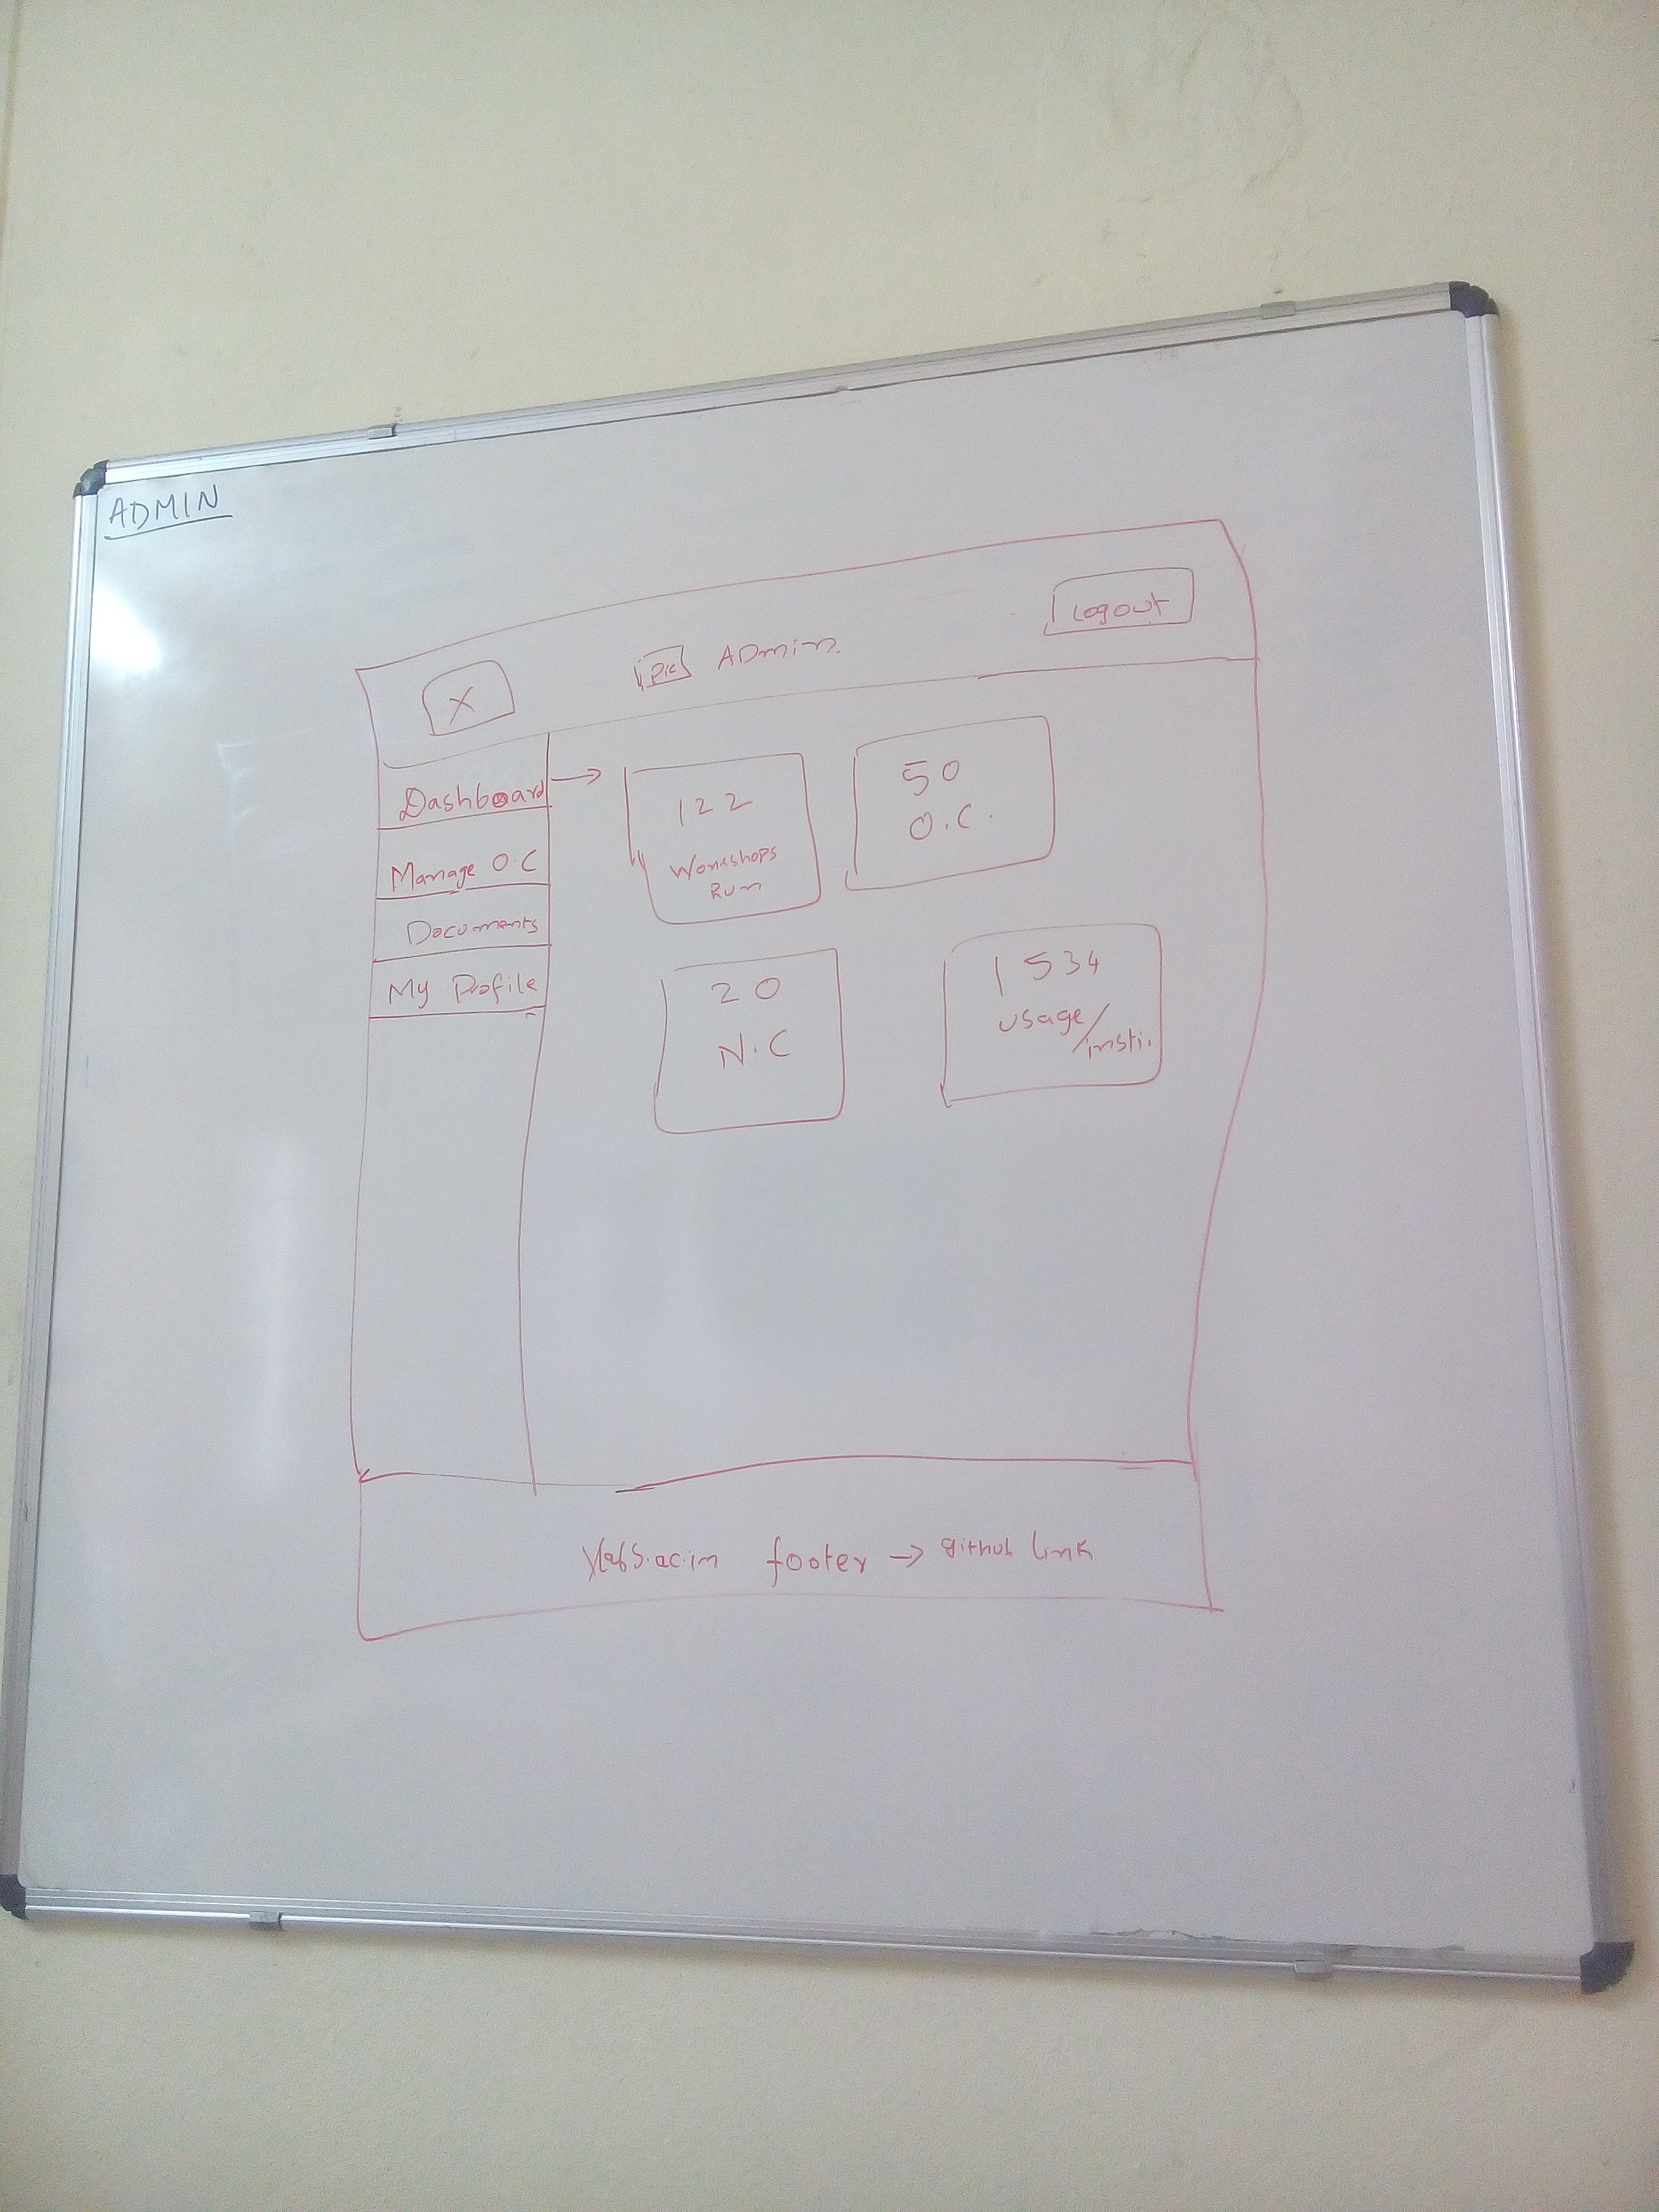 ADMIN
X
Pic ADmin.
Logout
Dashboard →
Manage O.C
Documents
My Profile
122
Workshops
Run
50
O.C.
20
N.C
1534
usage/insti.
Vlabs.ac.in footer → github link